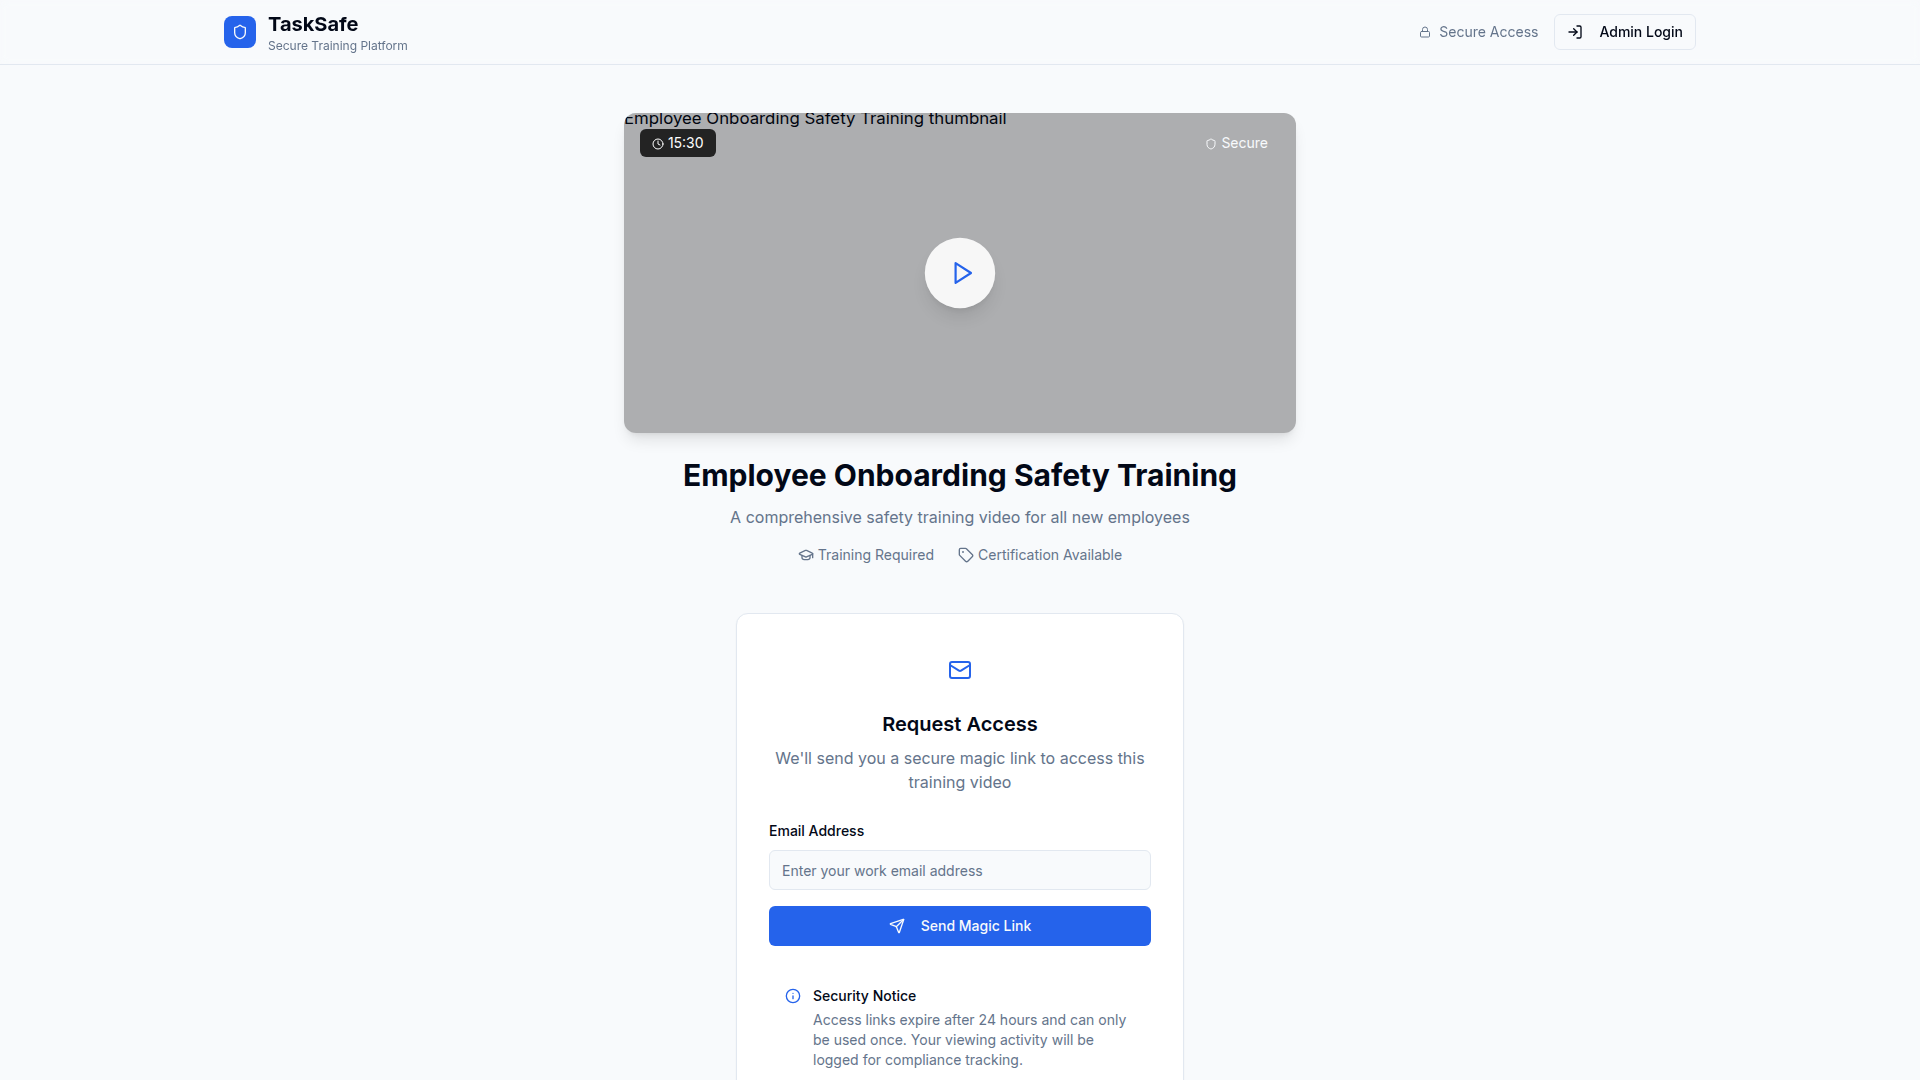 TaskSafe
Secure Training Platform
Secure Access
Admin Login
Employee Onboarding Safety Training thumbnail
15:30
Secure
Employee Onboarding Safety Training
A comprehensive safety training video for all new employees
Training Required
Certification Available
Request Access
We'll send you a secure magic link to access this
training video
Email Address
Enter your work email address
Send Magic Link
Security Notice
Access links expire after 24 hours and can only
be used once. Your viewing activity will be
logged for compliance tracking.